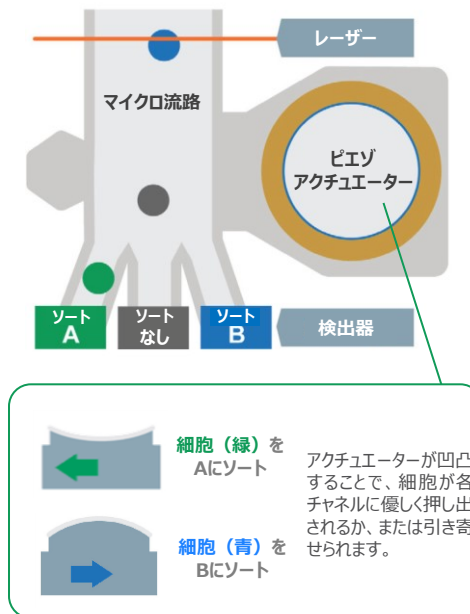 レーザー
マイクロ流路
ピエゾ
アクチュエーター
ソート
A
ソート
なし
ソート
B
検出器
細胞（緑）を
Aにソート
細胞（青）を
Bにソート
アクチュエーターが凹凸
することで、細胞が各
チャネルに優しく押し出
されるか、または引き寄
せられます。